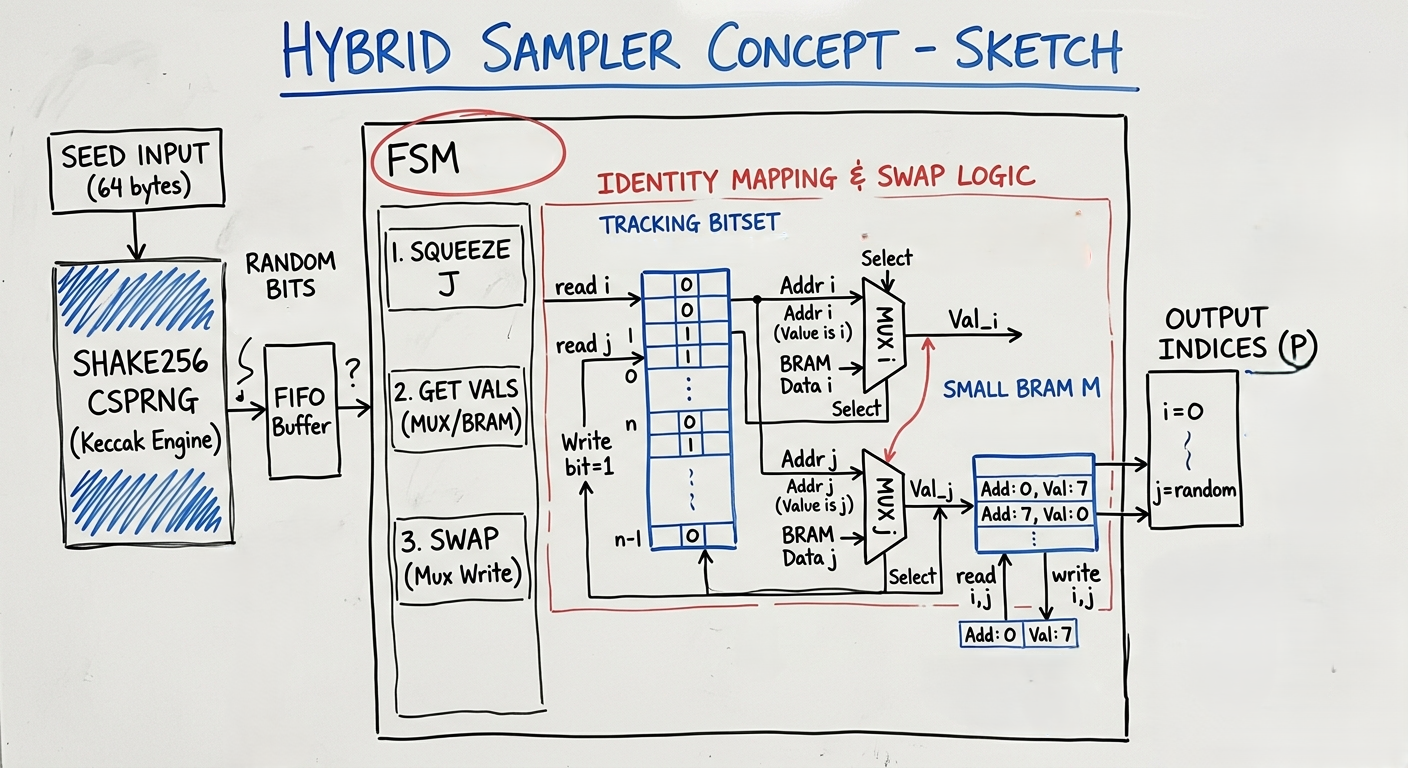 HYBRID SAMPLER CONCEPT - SKETCH
SEED INPUT
(64 bytes)
SHAKE256
CSPRNG
(Keccak Engine)
RANDOM
BITS
FIFO
Buffer
?
FSM
1. SQUEEZE
J
2. GET VALS
(MUX/BRAM)
3. SWAP
(Mux Write)
IDENTITY MAPPING & SWAP LOGIC
TRACKING BITSET
read i
read j
1
0
n
n-1
Write
bit=1
0
0
1
1
⋮
0
1
0
Select
Addr i
Addr i
(Value is i)
BRAM
Data i
MUX i
Select
Val_i
Addr j
Addr j
(Value is j)
BRAM
Data j
MUX j
Select
Val_j
SMALL BRAM M
Add: 0, Val: 7
Add: 7, Val: 0
⋮
read
i,j
write
i,j
Add: 0 Val: 7
OUTPUT
INDICES (P)
i=0
j=random